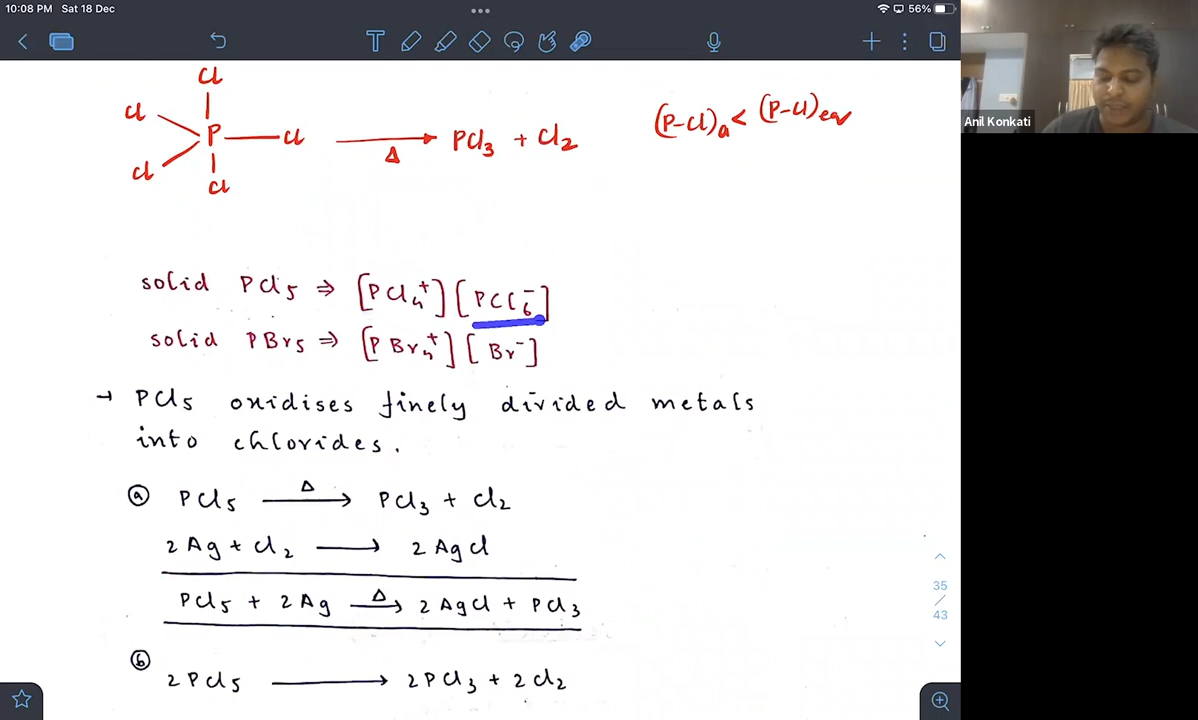 10:08 PM Sat 18 Dec
56%
Anil Konkati
Cl
Cl
P—Cl
Cl
Cl
Δ
PCl₃ + Cl₂
(P-Cl)ₐ < (P-Cl)
solid PCl₅ ⇒ [PCl₄⁺] [PCl₆⁻]
solid PBr₅ ⇒ [PBr₄⁺] [Br⁻]
→ PCl₅ oxidises finely divided metals
into chlorides.
ⓐ PCl₅ —Δ→ PCl₃ + Cl₂
2Ag + Cl₂ ⟶ 2AgCl
PCl₅ + 2Ag —Δ→ 2AgCl + PCl₃
ⓑ
2PCl₅ ⟶ 2PCl₃ + 2Cl₂
35
/
43